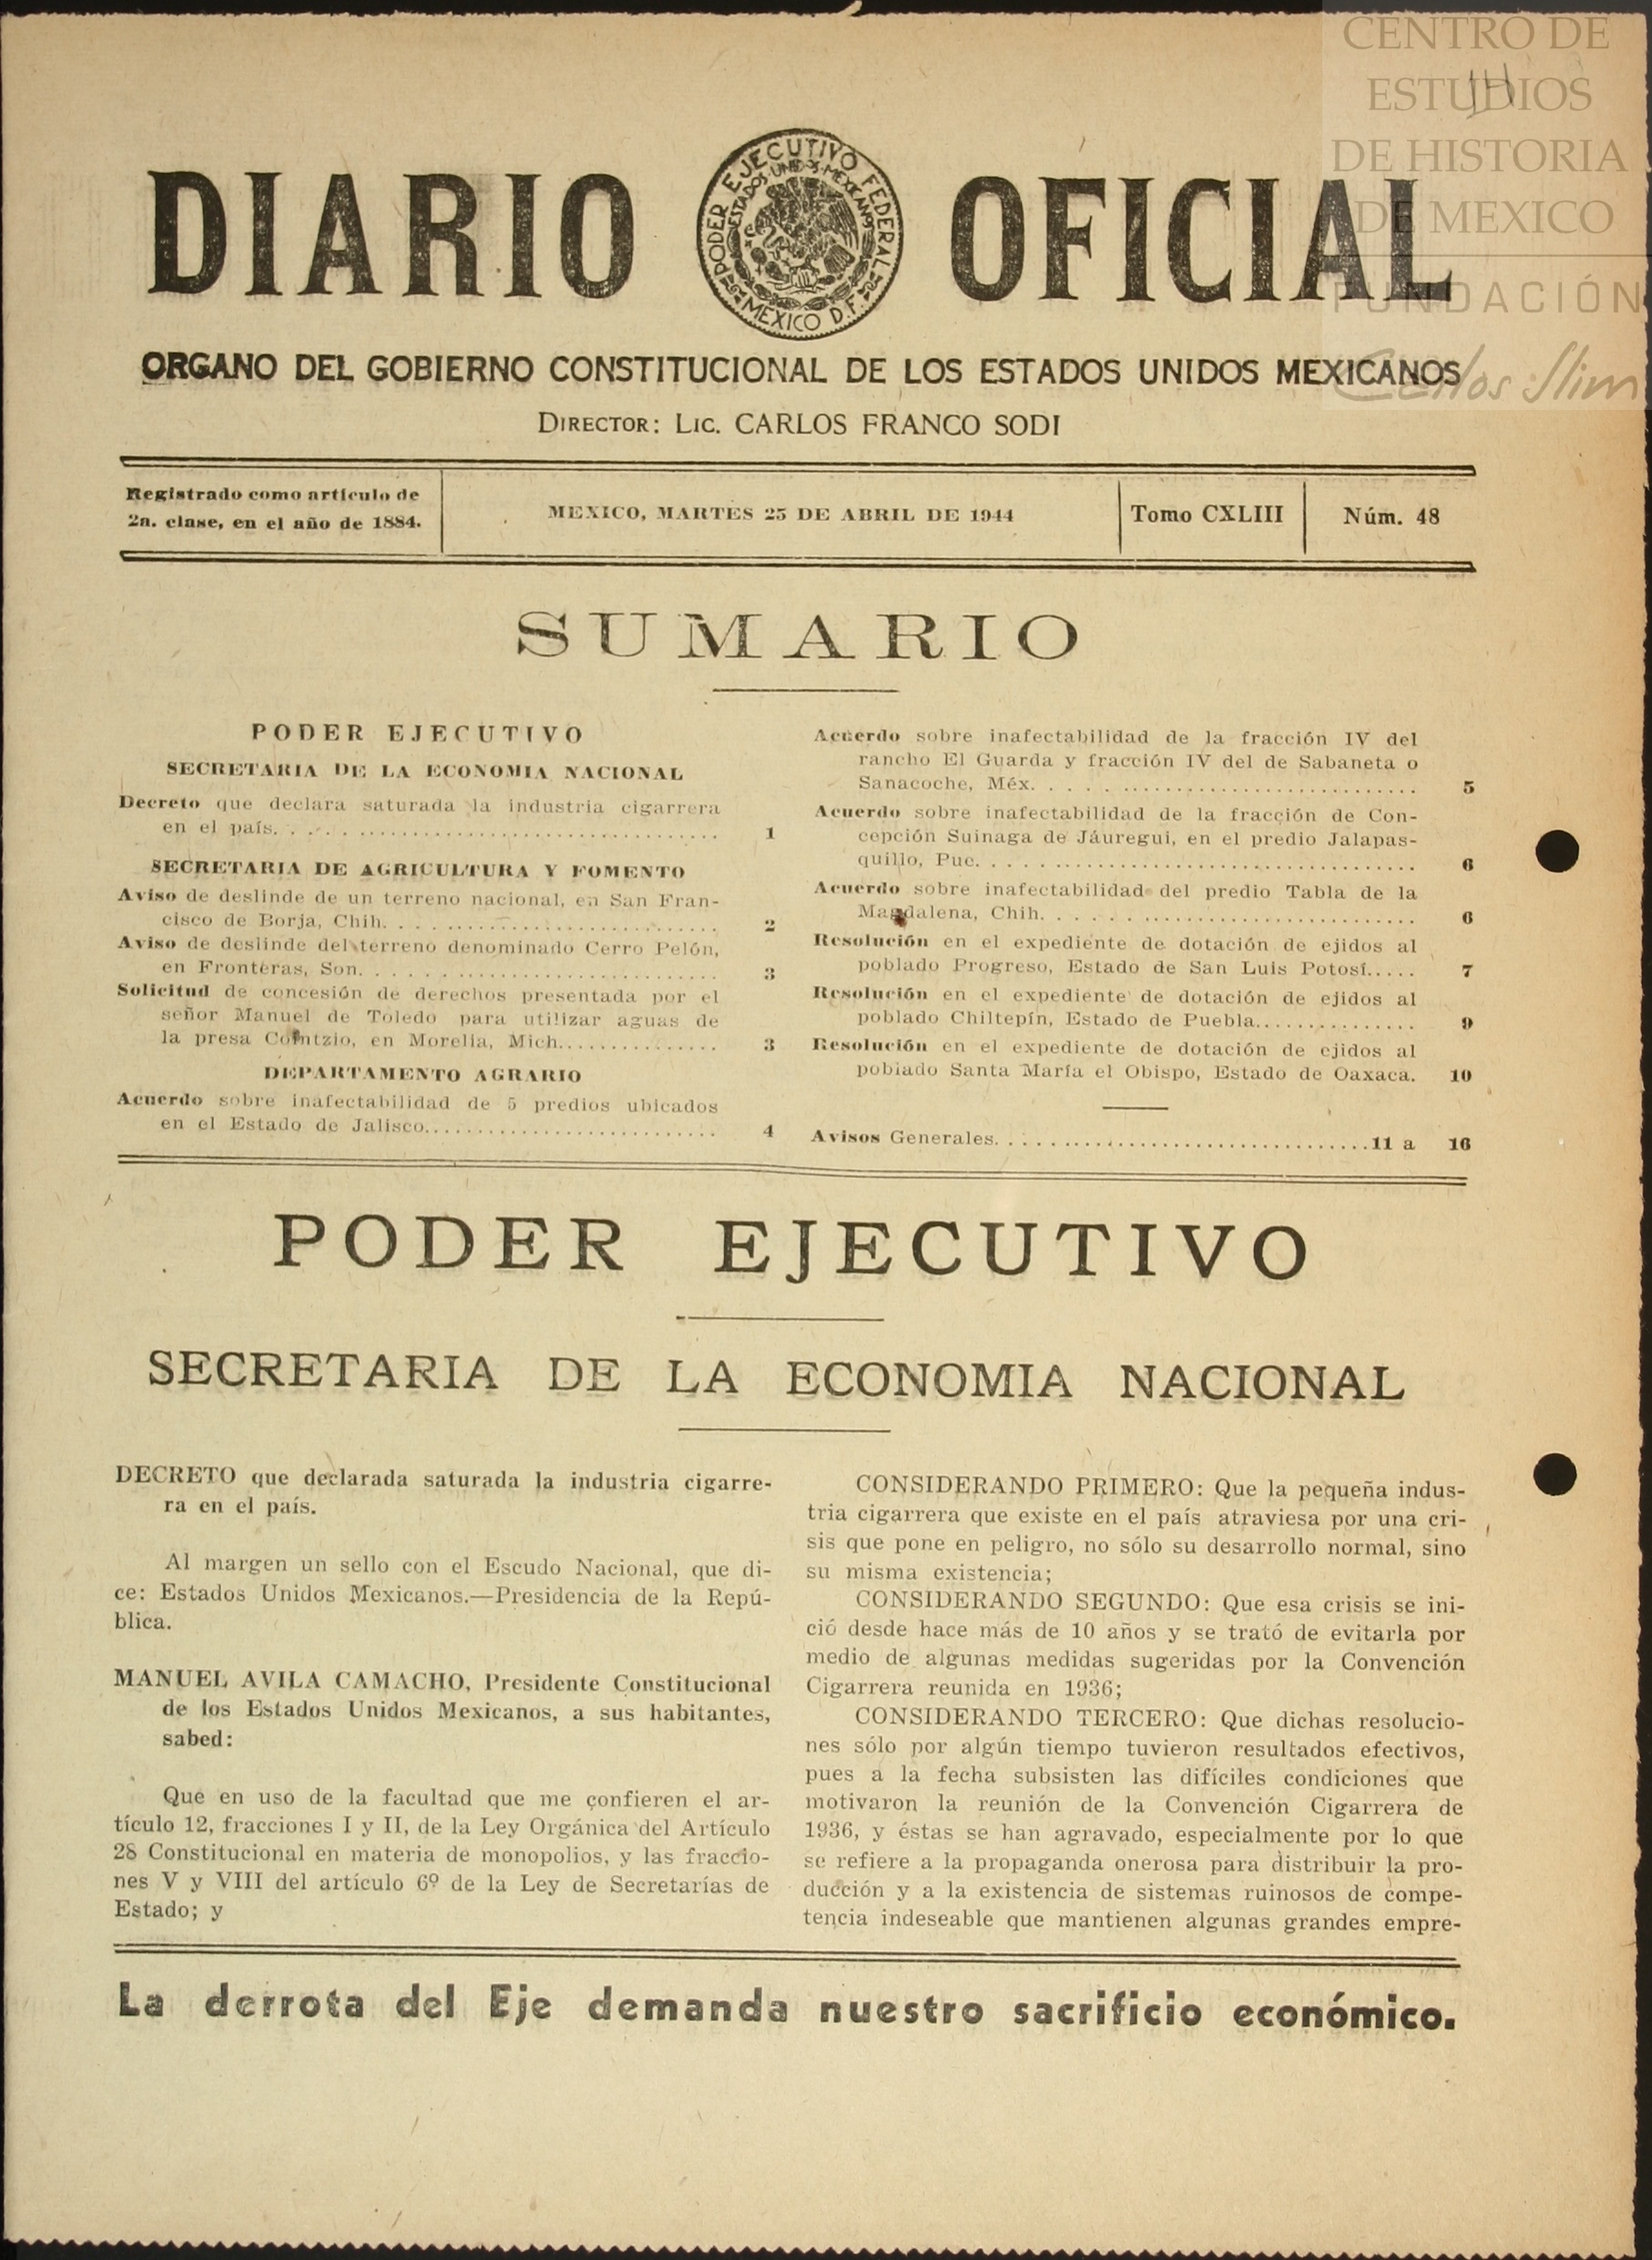 CENTRO DE
ESTUDIOS
DE HISTORIA
DE MEXICO
FUNDACIÓN
Carlos Slim
DIARIO OFICIAL
PODER EJECUTIVO FEDERAL
ESTADOS UNIDOS MEXICANOS
MEXICO D.F.
ORGANO DEL GOBIERNO CONSTITUCIONAL DE LOS ESTADOS UNIDOS MEXICANOS
DIRECTOR: LIC. CARLOS FRANCO SODI
Registrado como artículo de
2a. clase, en el año de 1884.
MEXICO, MARTES 25 DE ABRIL DE 1944
Tomo CXLIII
Núm. 48
SUMARIO
PODER EJECUTIVO
SECRETARIA DE LA ECONOMIA NACIONAL
Decreto que declara saturada la industria cigarrera
en el país. . . . . . . . . . . . . . . . . . . . 1
SECRETARIA DE AGRICULTURA Y FOMENTO
Aviso de deslinde de un terreno nacional, en San Fran-
cisco de Borja, Chih. . . . . . . . . . . . . . . . 2
Aviso de deslinde del terreno denominado Cerro Pelón,
en Fronteras, Son. . . . . . . . . . . . . . . . . 3
Solicitud de concesión de derechos presentada por el
señor Manuel de Toledo para utilizar aguas de
la presa Cointzio, en Morelia, Mich............... 3
DEPARTAMENTO AGRARIO
Acuerdo sobre inafectabilidad de 5 predios ubicados
en el Estado de Jalisco............................ 4
Acuerdo sobre inafectabilidad de la fracción IV del
rancho El Guarda y fracción IV del de Sabaneta o
Sanacoche, Méx. . . . . . . . . . . . . . . . . . 5
Acuerdo sobre inafectabilidad de la fracción de Con-
cepción Suinaga de Jáuregui, en el predio Jalapas-
quillo, Pue. . . . . . . . . . . . . . . . . . . . 6
Acuerdo sobre inafectabilidad del predio Tabla de la
Magdalena, Chih. . . . . . . . . . . . . . . . . . 6
Resolución en el expediente de dotación de ejidos al
poblado Progreso, Estado de San Luis Potosí..... 7
Resolución en el expediente de dotación de ejidos al
poblado Chiltepín, Estado de Puebla............... 9
Resolución en el expediente de dotación de ejidos al
poblado Santa María el Obispo, Estado de Oaxaca. 10
Avisos Generales. . . . . . . . . . . . . . . . . .11 a 16
PODER EJECUTIVO
SECRETARIA DE LA ECONOMIA NACIONAL
DECRETO que declarada saturada la industria cigarre-
ra en el país.
Al margen un sello con el Escudo Nacional, que di-
ce: Estados Unidos Mexicanos.—Presidencia de la Repú-
blica.
MANUEL AVILA CAMACHO, Presidente Constitucional
de los Estados Unidos Mexicanos, a sus habitantes,
sabed:
Que en uso de la facultad que me confieren el ar-
tículo 12, fracciones I y II, de la Ley Orgánica del Artículo
28 Constitucional en materia de monopolios, y las fraccio-
nes V y VIII del artículo 6º de la Ley de Secretarías de
Estado; y
CONSIDERANDO PRIMERO: Que la pequeña indus-
tria cigarrera que existe en el país atraviesa por una cri-
sis que pone en peligro, no sólo su desarrollo normal, sino
su misma existencia;
CONSIDERANDO SEGUNDO: Que esa crisis se ini-
ció desde hace más de 10 años y se trató de evitarla por
medio de algunas medidas sugeridas por la Convención
Cigarrera reunida en 1936;
CONSIDERANDO TERCERO: Que dichas resolucio-
nes sólo por algún tiempo tuvieron resultados efectivos,
pues a la fecha subsisten las difíciles condiciones que
motivaron la reunión de la Convención Cigarrera de
1936, y éstas se han agravado, especialmente por lo que
se refiere a la propaganda onerosa para distribuir la pro-
ducción y a la existencia de sistemas ruinosos de compe-
tencia indeseable que mantienen algunas grandes empre-
La derrota del Eje demanda nuestro sacrificio económico.